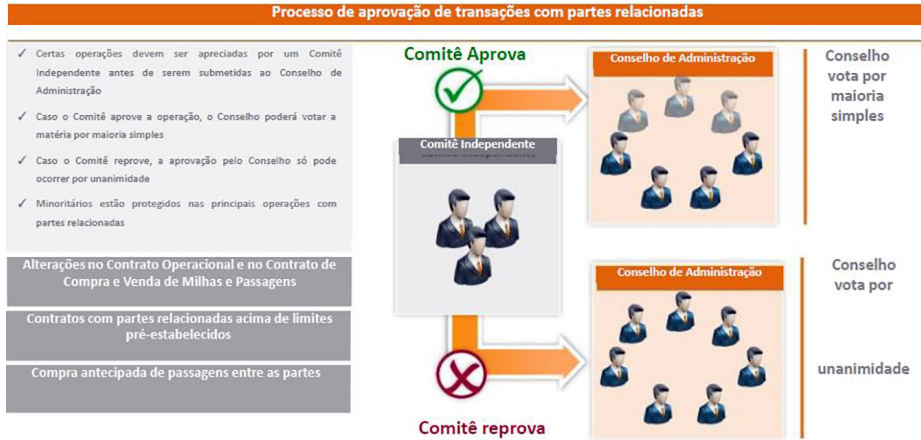 Processo de aprovação de transações com partes relacionadas
✓ Certas operações devem ser apreciadas por um Comitê
Independente antes de serem submetidas ao Conselho de
Administração
✓ Caso o Comitê aprove a operação, o Conselho poderá votar a
matéria por maioria simples
✓ Caso o Comitê reprove, a aprovação pelo Conselho só pode
ocorrer por unanimidade
✓ Minoritários estão protegidos nas principais operações com
partes relacionadas
Alterações no Contrato Operacional e no Contrato de
Compra e Venda de Milhas e Passagens
Contratos com partes relacionadas acima de limites
pré-estabelecidos
Compra antecipada de passagens entre as partes
Comitê Aprova
Comitê Independente
Comitê reprova
Conselho de Administração
Conselho
vota por
maioria
simples
Conselho de Administração
Conselho
vota por
unanimidade